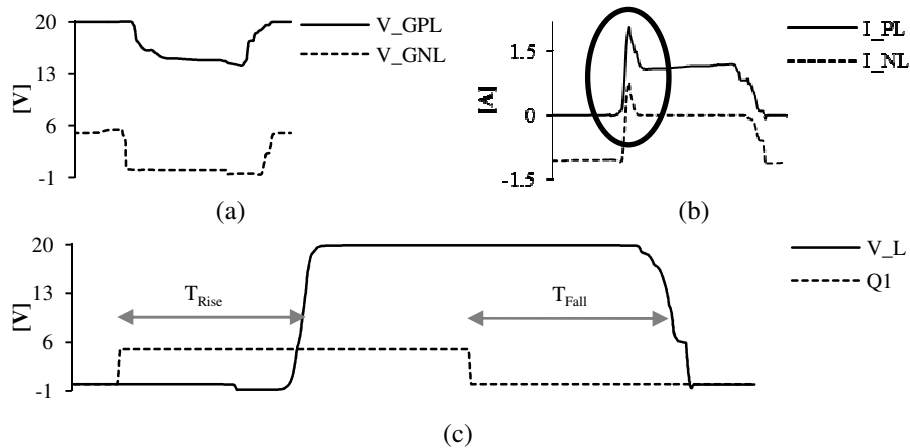 20
13
6
-1
[V]
V_GPL
V_GNL
(a)
1.5
0
-1.5
[A]
I_PL
I_NL
(b)
20
13
6
-1
[V]
T_Rise
T_Fall
V_L
Q1
(c)